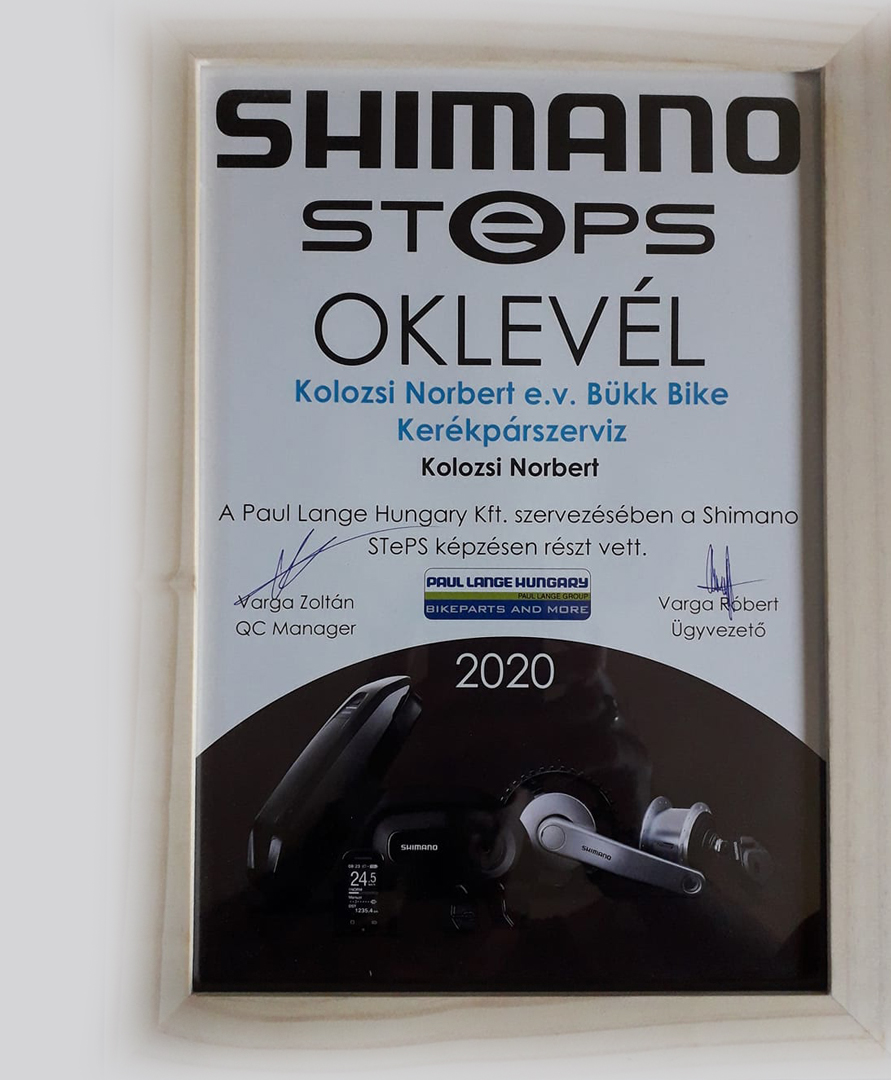 SHIMANO
STePS
OKLEVÉL
Kolozsi Norbert e.v. Bükk Bike
Kerékpárszerviz
Kolozsi Norbert
A Paul Lange Hungary Kft. szervezésében a Shimano
STePS képzésen részt vett.
PAUL LANGE HUNGARY
PAUL LANGE GROUP
BIKEPARTS AND MORE
Varga Zoltán
QC Manager
Varga Róbert
Ügyvezető
2020
SHIMANO
SHIMANO
24.5
1235.4